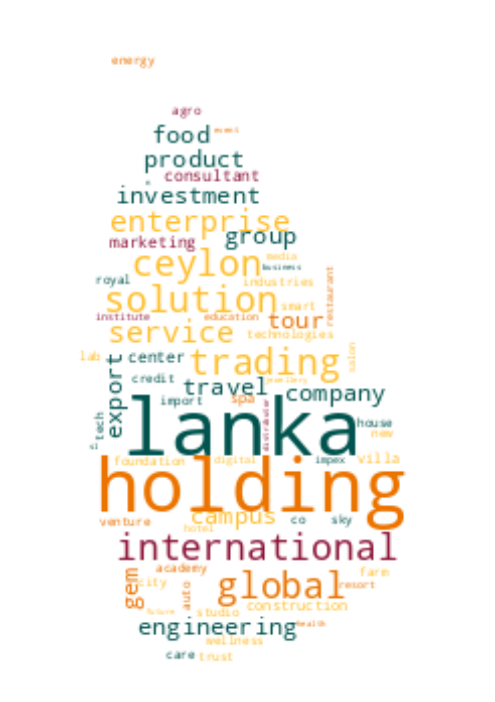 energy
agro
food event
product
consultant
investment
enterprise
marketing group
ceylon media
business
royal industries
solution smart restaurant
institute education tour
service technologies
lab center trading salon
credit travel jewellery
export import spa company
tech lanka distributor house
new
foundation digital impex villa
holding
venture campus co sky
hotel
international
academy farm
gem city auto global resort
future studio construction
engineering health
wellness
care trust